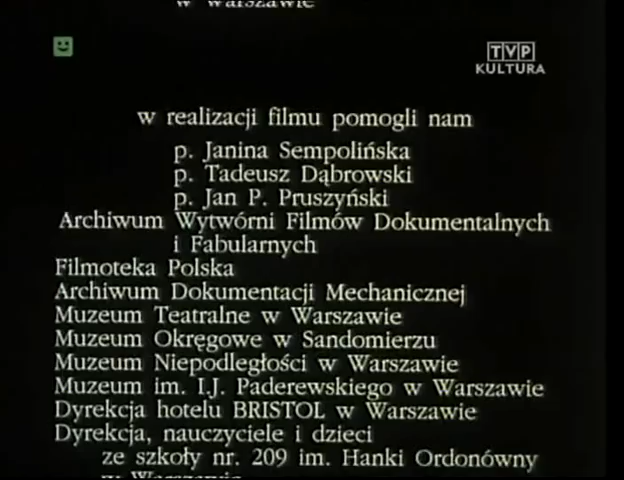 w Warszawie
TVP
KULTURA
w realizacji filmu pomogli nam
p. Janina Sempolińska
p. Tadeusz Dąbrowski
p. Jan P. Pruszyński
Archiwum Wytwórni Filmów Dokumentalnych
i Fabularnych
Filmoteka Polska
Archiwum Dokumentacji Mechanicznej
Muzeum Teatralne w Warszawie
Muzeum Okręgowe w Sandomierzu
Muzeum Niepodległości w Warszawie
Muzeum im. I.J. Paderewskiego w Warszawie
Dyrekcja hotelu BRISTOL w Warszawie
Dyrekcja, nauczyciele i dzieci
ze szkoły nr. 209 im. Hanki Ordonówny
w Warszawie